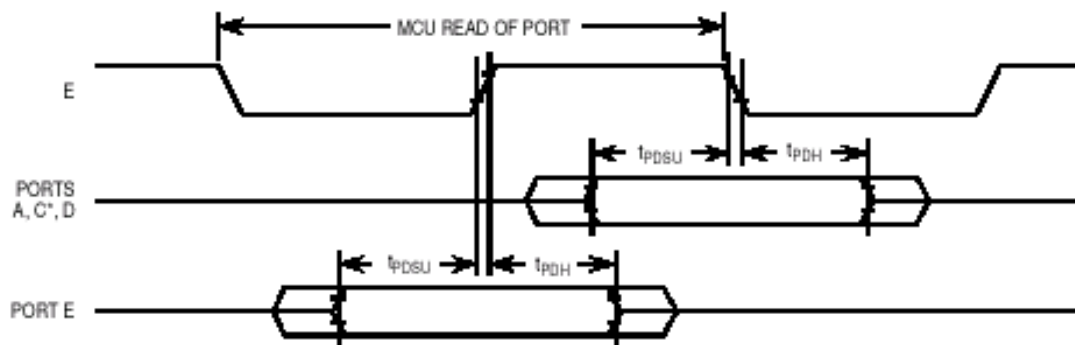 MCU READ OF PORT
E
tPDSU
tPDH
PORTS
A, C*, D
tPDSU
tPDH
PORT E